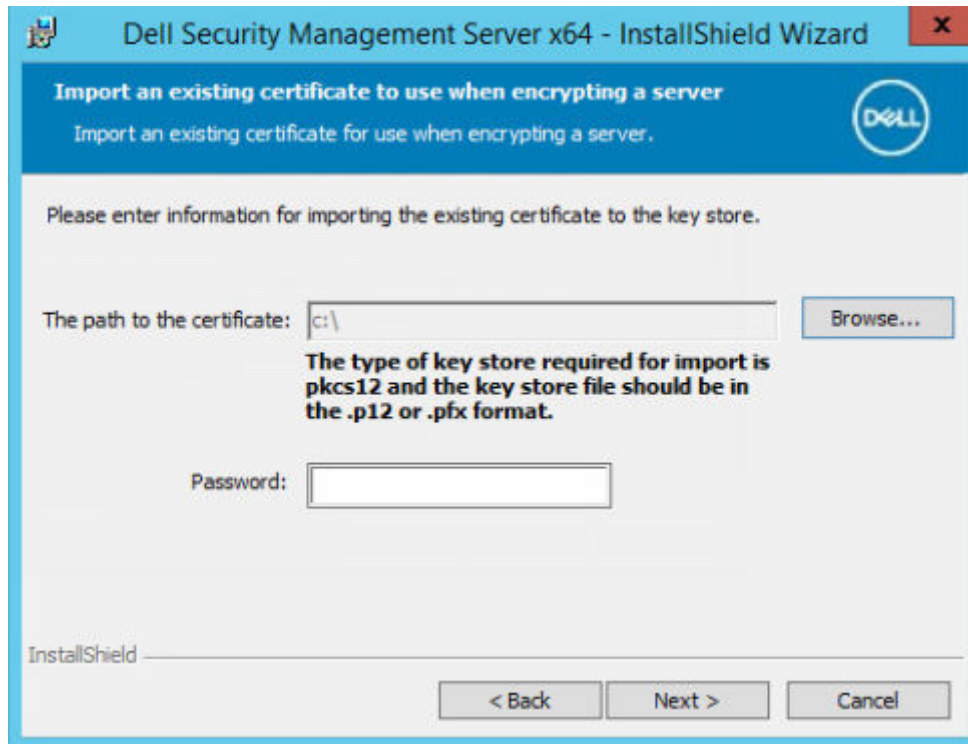 Dell Security Management Server x64 - InstallShield Wizard
x
Import an existing certificate to use when encrypting a server
Import an existing certificate for use when encrypting a server.
DELL
Please enter information for importing the existing certificate to the key store.
The path to the certificate: c:\ Browse...
The type of key store required for import is
pkcs12 and the key store file should be in
the .p12 or .pfx format.
Password:
InstallShield
< Back Next > Cancel